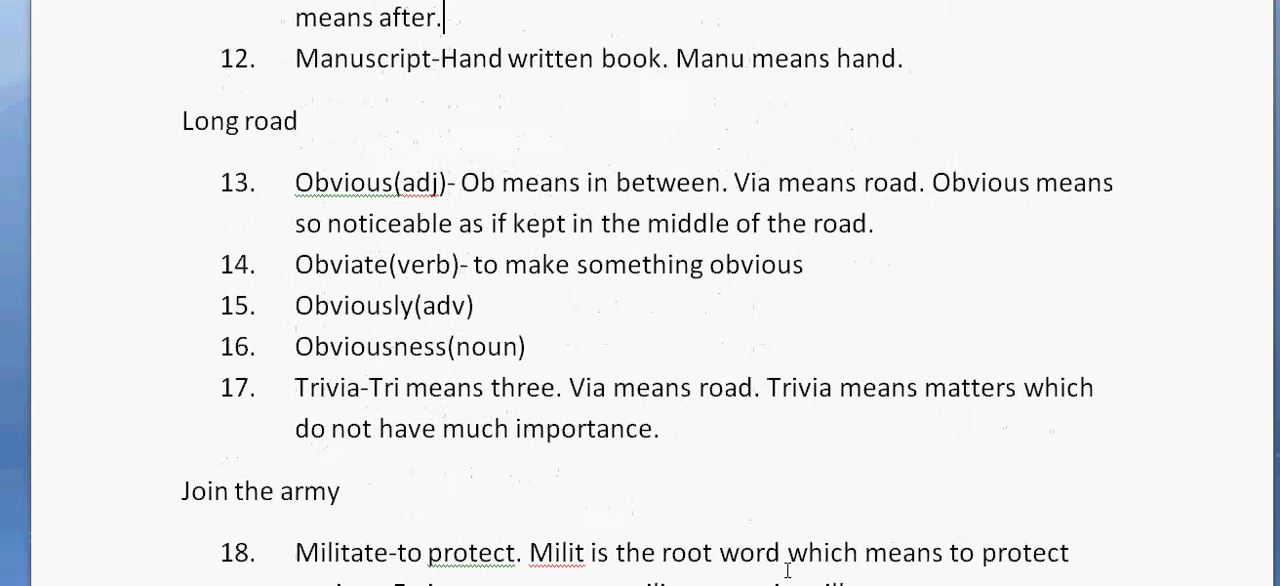 means after.
12. Manuscript-Hand written book. Manu means hand.
Long road
13. Obvious(adj)- Ob means in between. Via means road. Obvious means
so noticeable as if kept in the middle of the road.
14. Obviate(verb)- to make something obvious
15. Obviously(adv)
16. Obviousness(noun)
17. Trivia-Tri means three. Via means road. Trivia means matters which
do not have much importance.
Join the army
18. Militate-to protect. Milit is the root word which means to protect